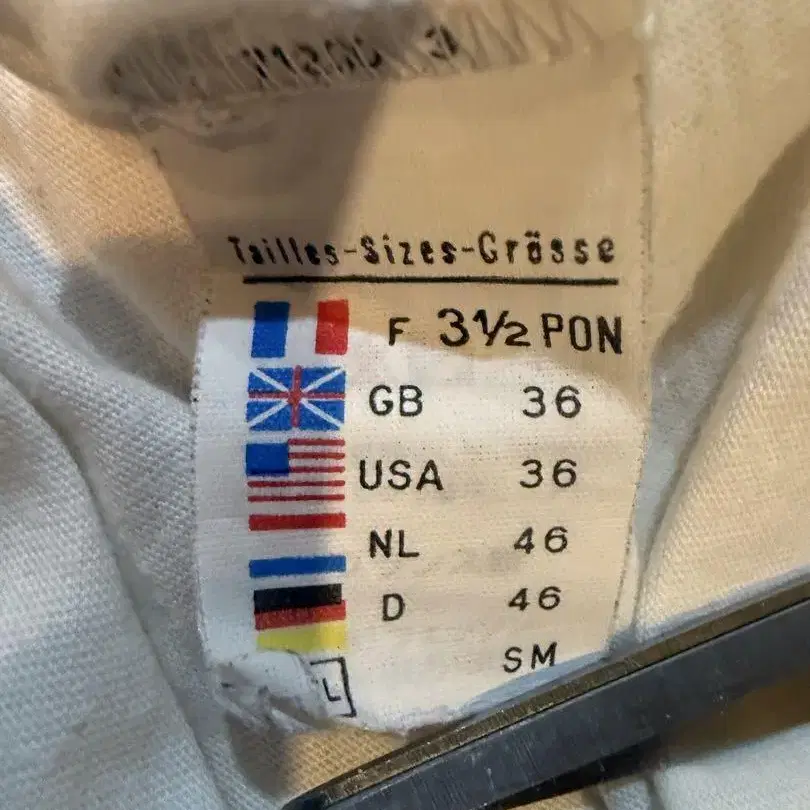 Tailles-Sizes-Grösse
F 3½ PON
GB 36
USA 36
NL 46
D 46
SM
L